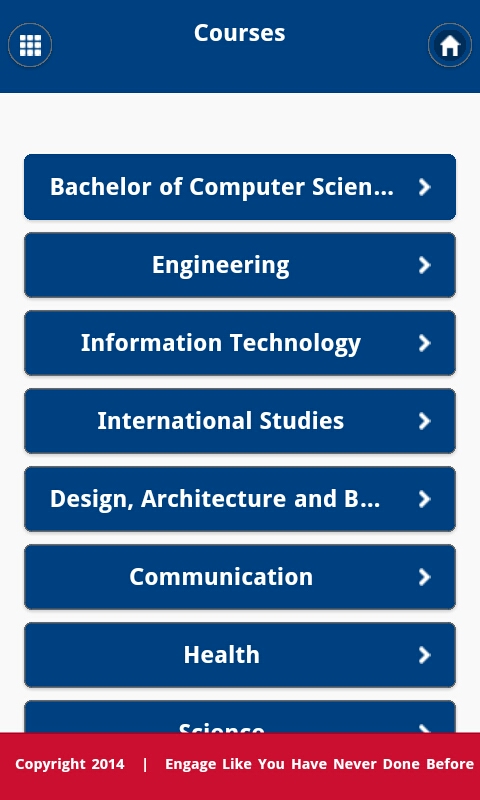 Courses
Bachelor of Computer Scien...
Engineering
Information Technology
International Studies
Design, Architecture and B...
Communication
Health
Science
Copyright 2014 | Engage Like You Have Never Done Before